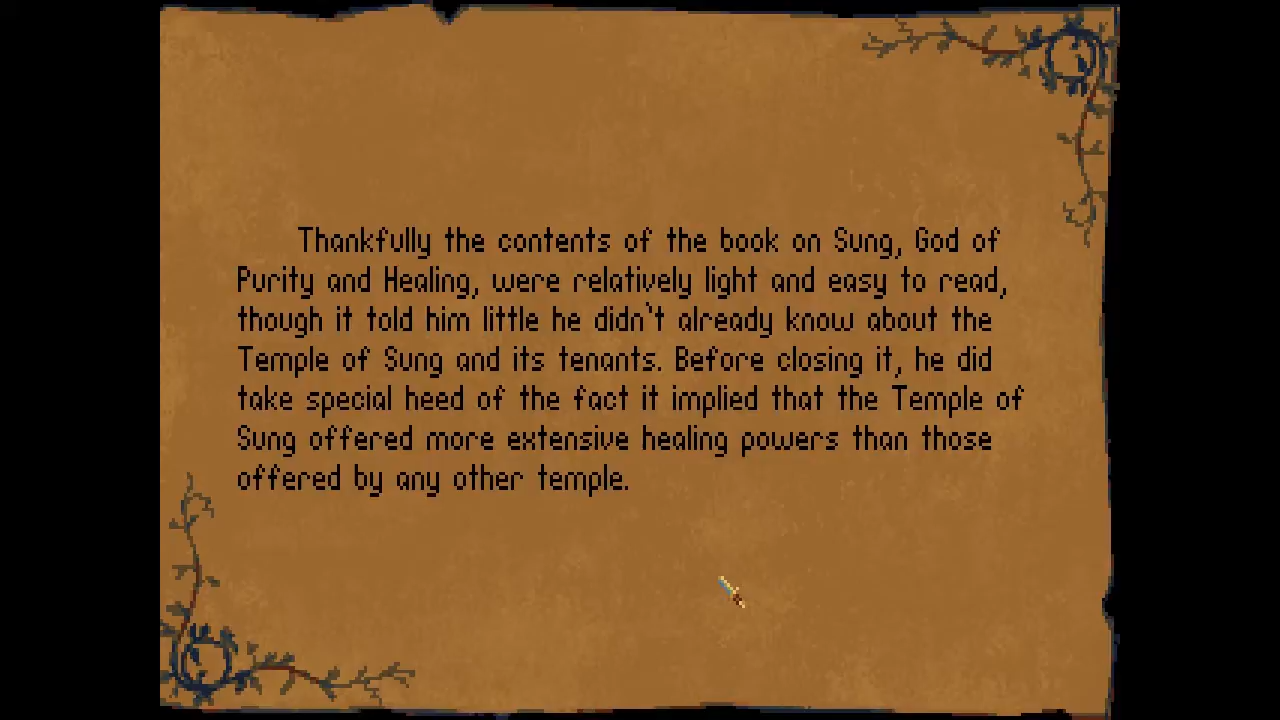 Thankfully the contents of the book on Sung, God of
Purity and Healing, were relatively light and easy to read,
though it told him little he didn't already know about the
Temple of Sung and its tenants. Before closing it, he did
take special heed of the fact it implied that the Temple of
Sung offered more extensive healing powers than those
offered by any other temple.